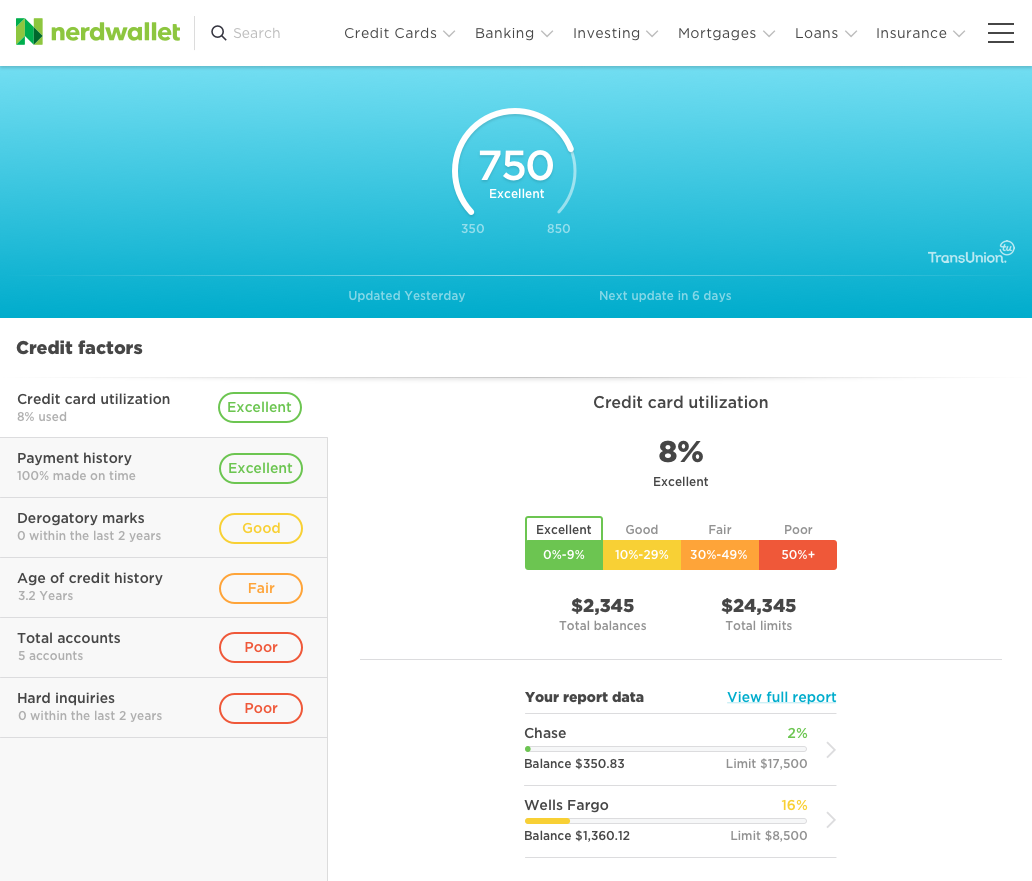 nerdwallet Search Credit Cards Banking Investing Mortgages Loans Insurance
750
Excellent
350 850
TransUnion. tu
Updated Yesterday Next update in 6 days
Credit factors
Credit card utilization
8% used
Excellent
Payment history
100% made on time
Excellent
Derogatory marks
0 within the last 2 years
Good
Age of credit history
3.2 Years
Fair
Total accounts
5 accounts
Poor
Hard inquiries
0 within the last 2 years
Poor
Credit card utilization
8%
Excellent
Excellent Good Fair Poor
0%-9% 10%-29% 30%-49% 50%+
$2,345 $24,345
Total balances Total limits
Your report data View full report
Chase 2%
Balance $350.83 Limit $17,500
Wells Fargo 16%
Balance $1,360.12 Limit $8,500